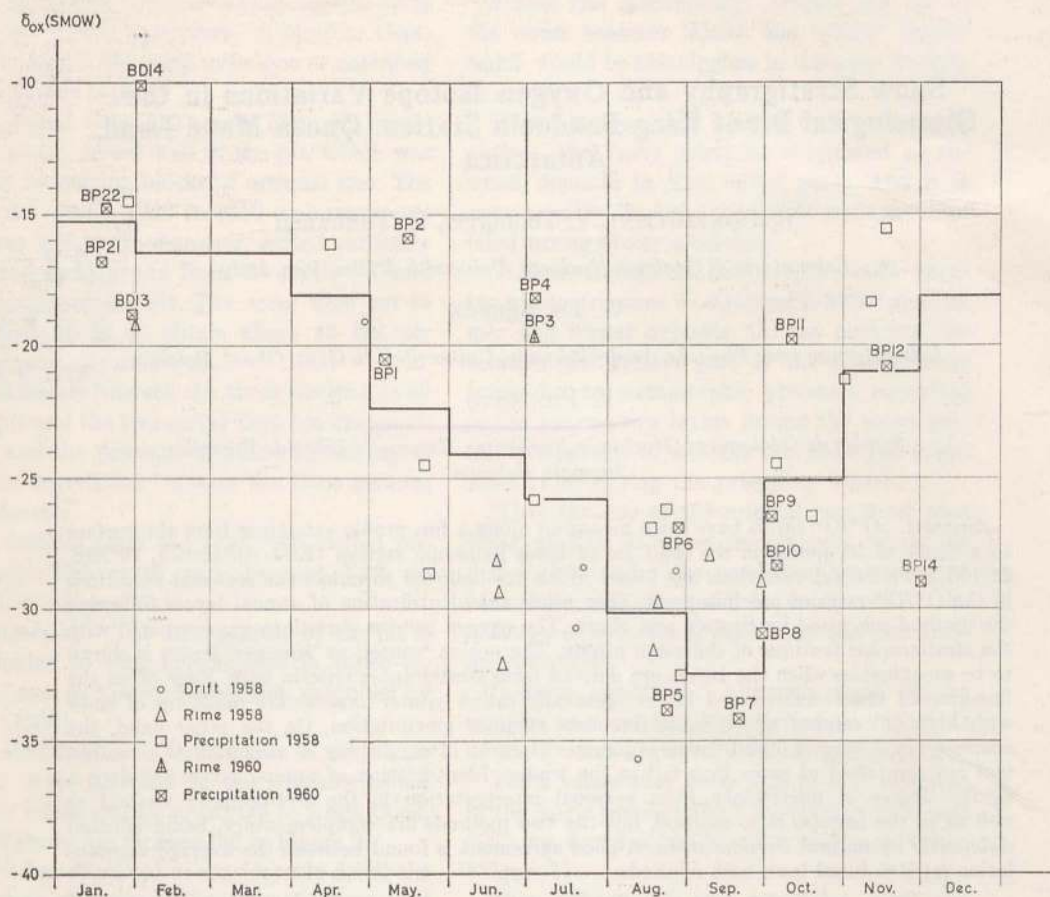 δox(SMOW)
-10
-15
-20
-25
-30
-35
-40
BD14
BP22
BP21
BD13
BP2
BP1
BP4
BP3
BP11
BP12
BP6
BP9
BP10
BP14
BP8
BP5
BP7
Drift 1958
Rime 1958
Precipitation 1958
Rime 1960
Precipitation 1960
Jan. Feb. Mar. Apr. May. Jun. Jul. Aug. Sep. Oct. Nov. Dec.